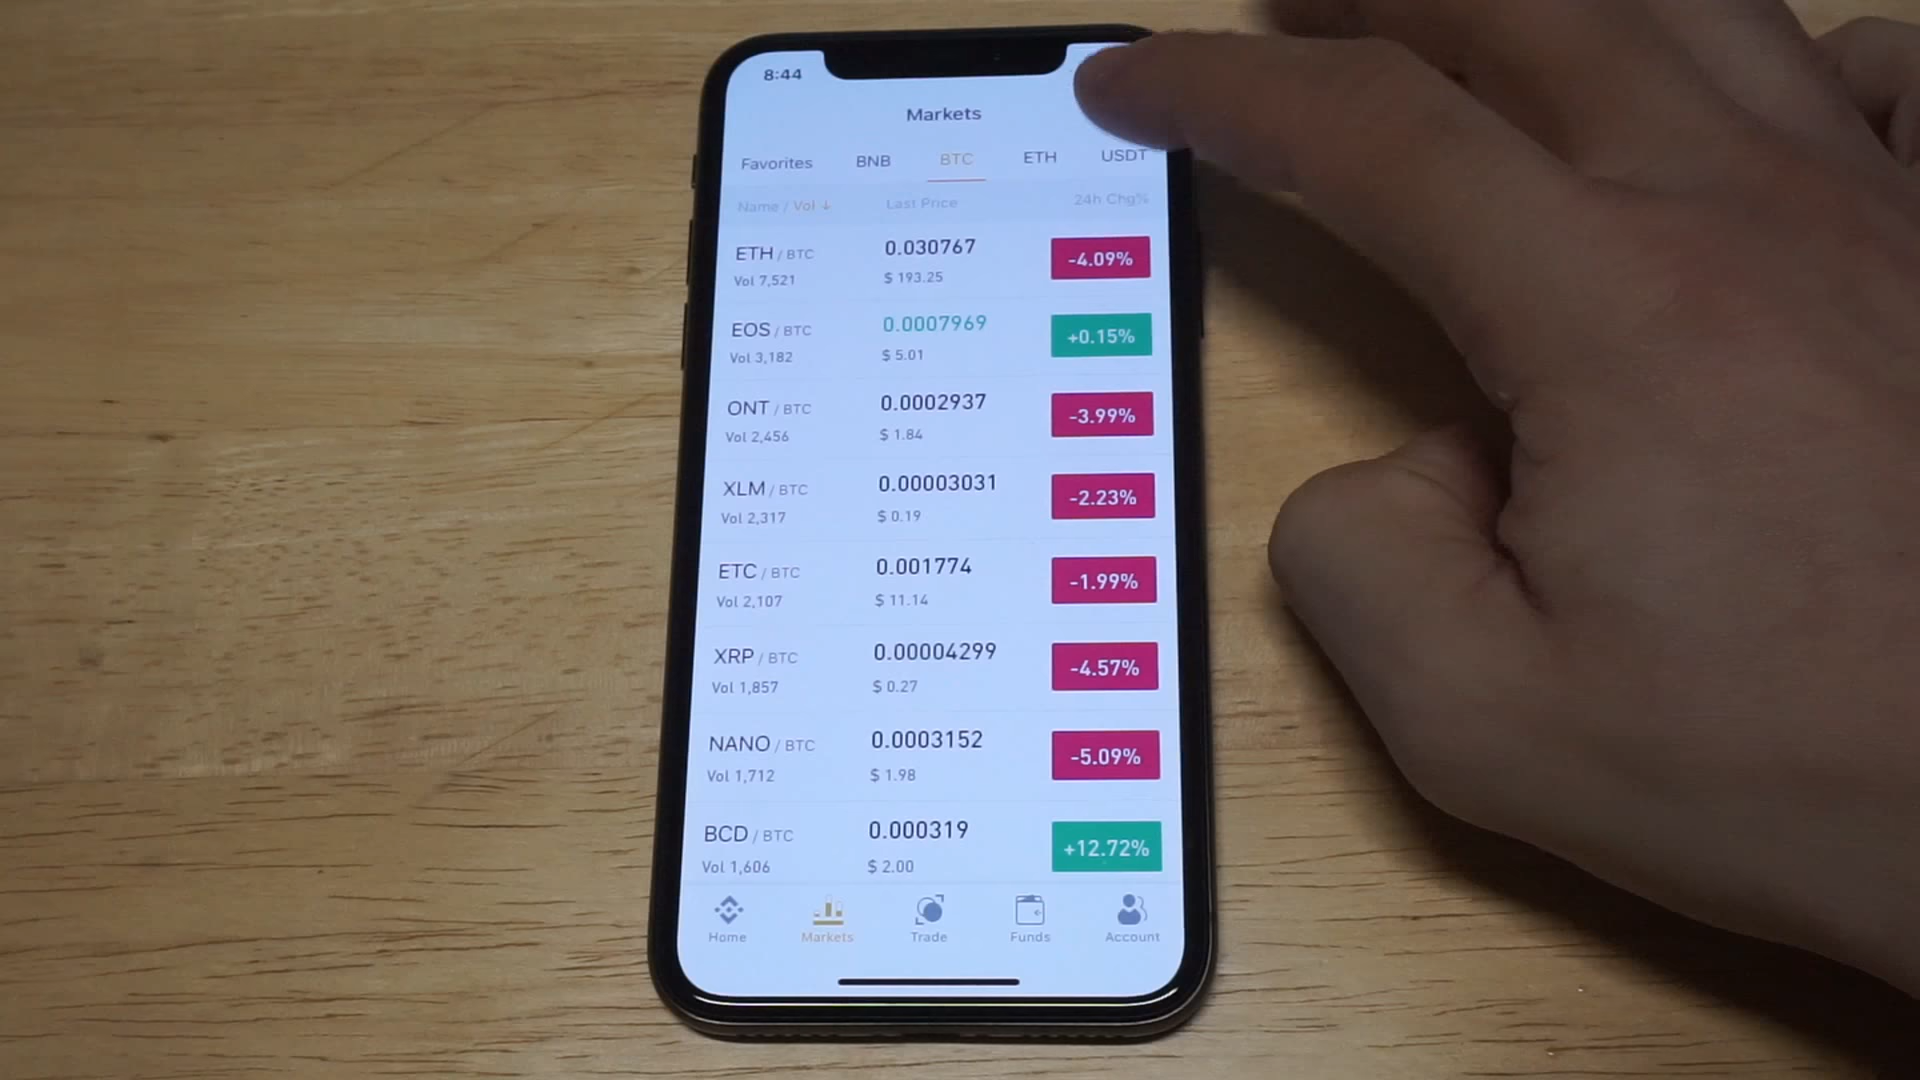 8:44
Markets
Favorites BNB BTC ETH USDT
Name / Vol ↓ Last Price 24h Chg%
ETH / BTC 0.030767 -4.09%
Vol 7,521 $ 193.25
EOS / BTC 0.0007969 +0.15%
Vol 3,182 $ 5.01
ONT / BTC 0.0002937 -3.99%
Vol 2,456 $ 1.84
XLM / BTC 0.00003031 -2.23%
Vol 2,317 $ 0.19
ETC / BTC 0.001774 -1.99%
Vol 2,107 $ 11.14
XRP / BTC 0.00004299 -4.57%
Vol 1,857 $ 0.27
NANO / BTC 0.0003152 -5.09%
Vol 1,712 $ 1.98
BCD / BTC 0.000319 +12.72%
Vol 1,606 $ 2.00
Home Markets Trade Funds Account